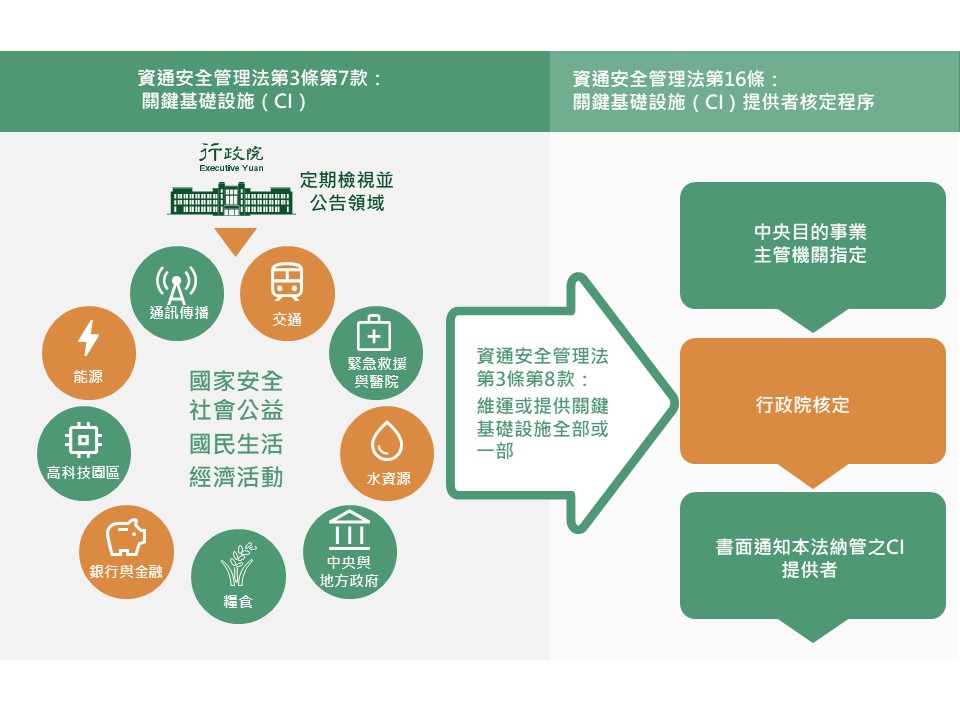 資通安全管理法第3條第7款：
關鍵基礎設施（CI）
資通安全管理法第16條：
關鍵基礎設施（CI）提供者核定程序
行政院
Executive Yuan
定期檢視並
公告領域
通訊傳播
交通
能源
緊急救援
與醫院
高科技園區
水資源
銀行與金融
糧食
中央與
地方政府
國家安全
社會公益
國民生活
經濟活動
資通安全管理法
第3條第8款：
維運或提供關鍵
基礎設施全部或
一部
中央目的事業
主管機關指定
行政院核定
書面通知本法納管之CI
提供者